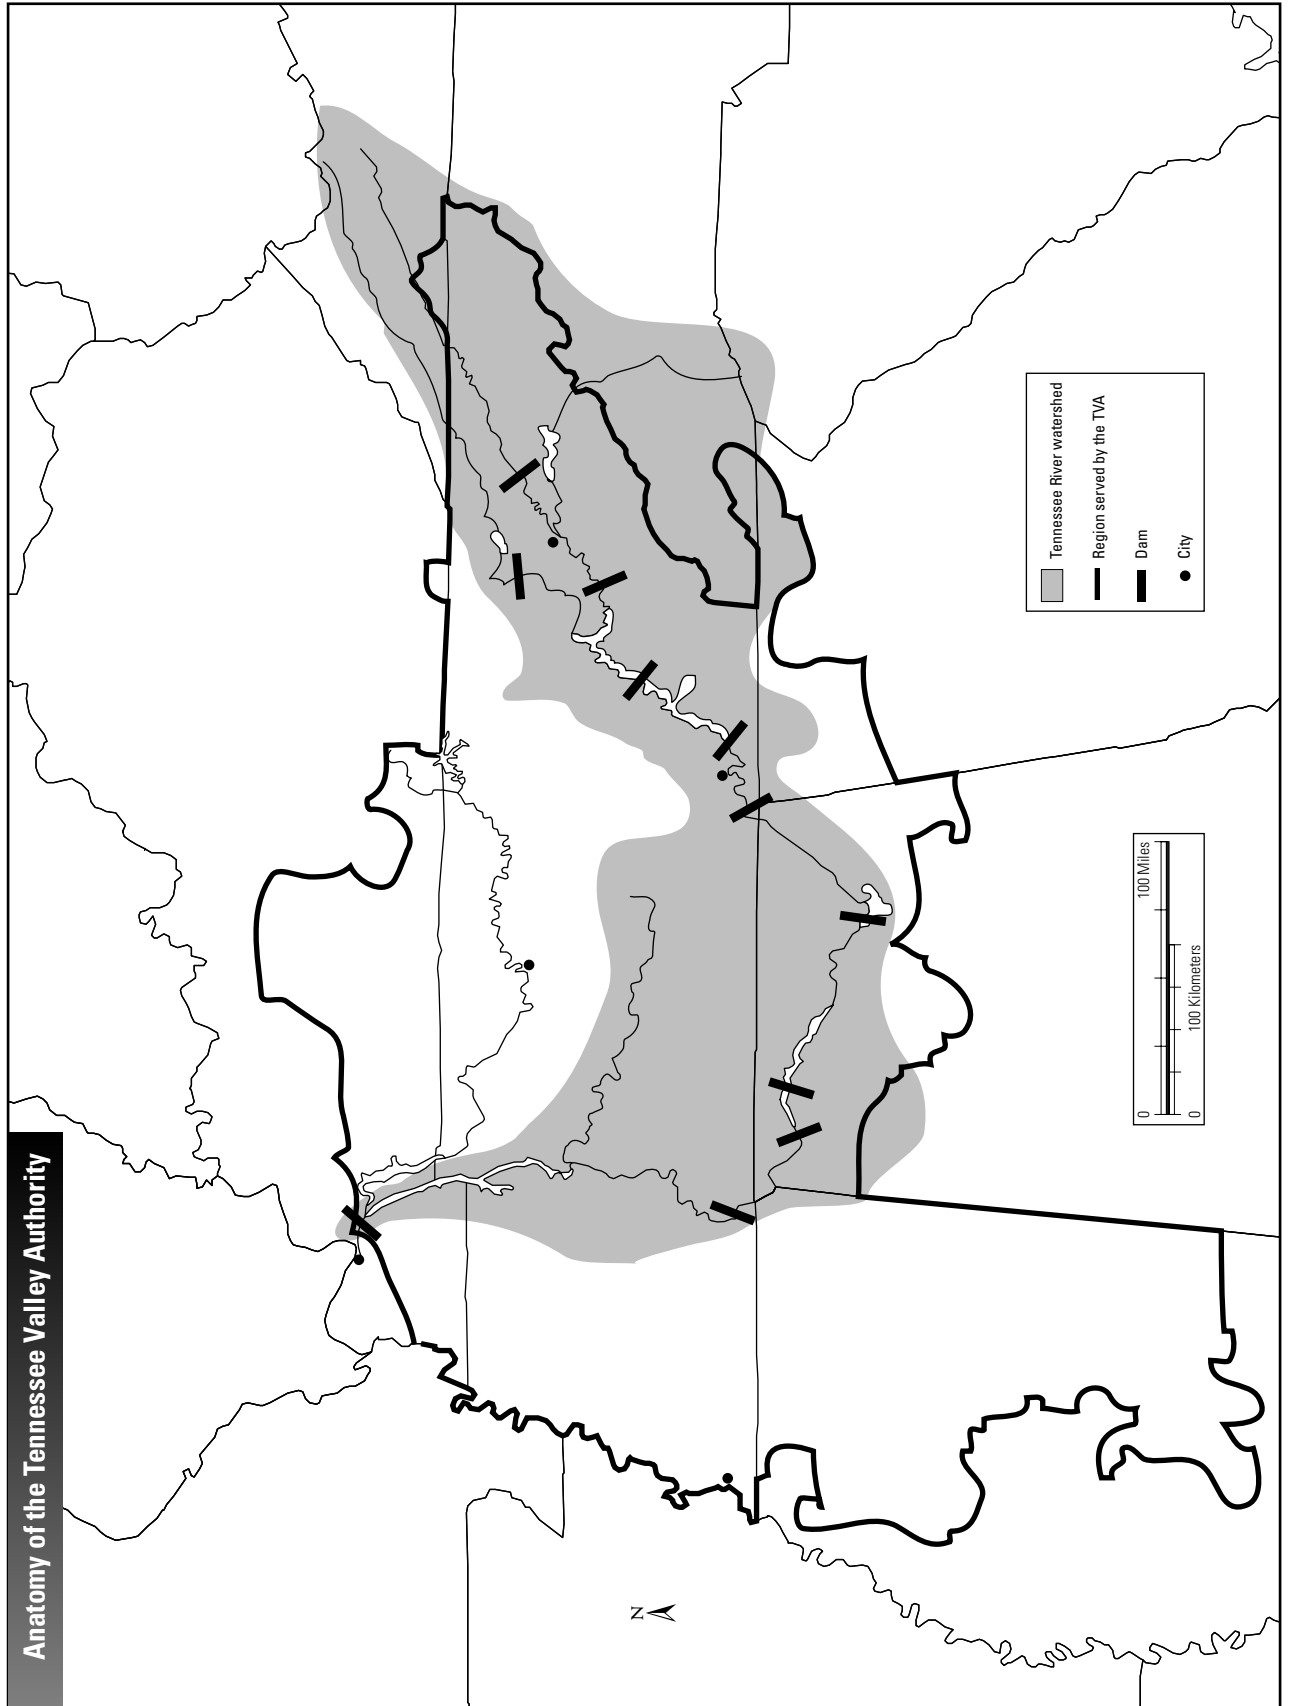 Anatomy of the Tennessee Valley Authority
N
Tennessee River watershed
Region served by the TVA
Dam
City
0 100 Miles
0 100 Kilometers